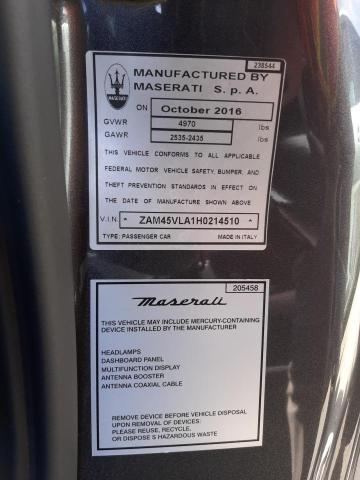 238544
MANUFACTURED BY
MASERATI S. p A.
MASERATI
ON October 2016
GVWR 4970 lbs
GAWR 2535-2435 lbs
THIS VEHICLE CONFORMS TO ALL APPLICABLE
FEDERAL MOTOR VEHICLE SAFETY, BUMPER, AND
THEFT PREVENTION STANDARDS IN EFFECT ON
THE DATE OF MANUFACTURE SHOWN ABOVE
V.I.N. * ZAM45VLA1H0214510 *
TYPE: PASSENGER CAR MADE IN ITALY
205458
Maserati
THIS VEHICLE MAY INCLUDE MERCURY-CONTAINING
DEVICE INSTALLED BY THE MANUFACTURER
HEADLAMPS
DASHBOARD PANEL
MULTIFUNCTION DISPLAY
ANTENNA BOOSTER
ANTENNA COAXIAL CABLE
REMOVE DEVICE BEFORE VEHICLE DISPOSAL
UPON REMOVAL OF DEVICES:
PLEASE REUSE, RECYCLE,
OR DISPOSE S HAZARDOUS WASTE